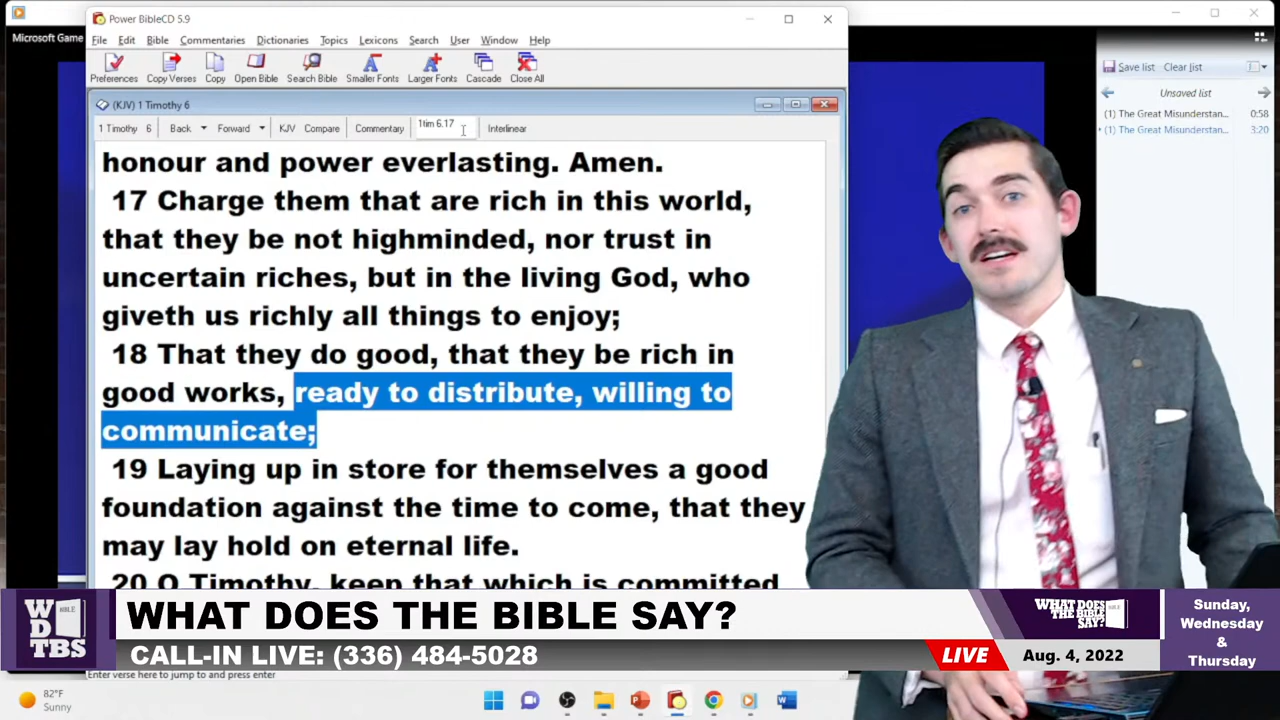 Power BibleCD 5.9
Microsoft Game
File Edit Bible Commentaries Dictionaries Topics Lexicons Search User Window Help
Preferences Copy Verses Copy Open Bible Search Bible Smaller Fonts Larger Fonts Cascade Close All
Save list Clear list
Unsaved list
(1) The Great Misunderstan... 0:58
(1) The Great Misunderstan... 3:20
(KJV) 1 Timothy 6
1 Timothy 6 Back Forward KJV Compare Commentary 1tim 6.17 Interlinear
honour and power everlasting. Amen.
17 Charge them that are rich in this world,
that they be not highminded, nor trust in
uncertain riches, but in the living God, who
giveth us richly all things to enjoy;
18 That they do good, that they be rich in
good works, ready to distribute, willing to
communicate;
19 Laying up in store for themselves a good
foundation against the time to come, that they
may lay hold on eternal life.
20 O Timothy, keep that which is committed
W BIBLE
D
TBS
WHAT DOES THE BIBLE SAY?
CALL-IN LIVE: (336) 484-5028
WHAT DOES
THE BIBLE
SAY?
LIVE Aug. 4, 2022
Sunday,
Wednesday
&
Thursday
Enter verse here to jump to and press enter
82°F
Sunny